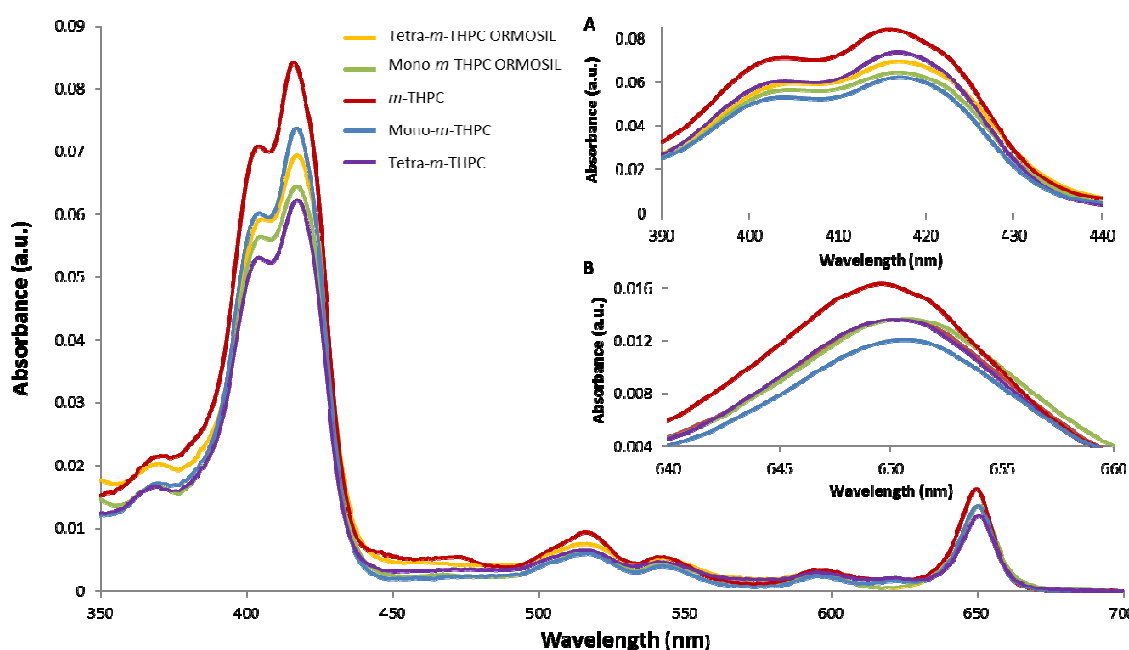 0.09
0.08
0.07
0.06
0.05
0.04
0.03
0.02
0.01
0
Absorbance (a.u.)
350 400 450 500 550 600 650 700
Wavelength (nm)
Tetra-m-THPC ORMOSIL
Mono-m-THPC ORMOSIL
m-THPC
Mono-m-THPC
Tetra-m-THPC
A
0.08
0.06
0.04
0.02
0
Absorbance (a.u.)
390 400 410 420 430 440
Wavelength (nm)
B
0.016
0.012
0.008
0.004
Absorbance (a.u.)
640 645 650 655 660
Wavelength (nm)